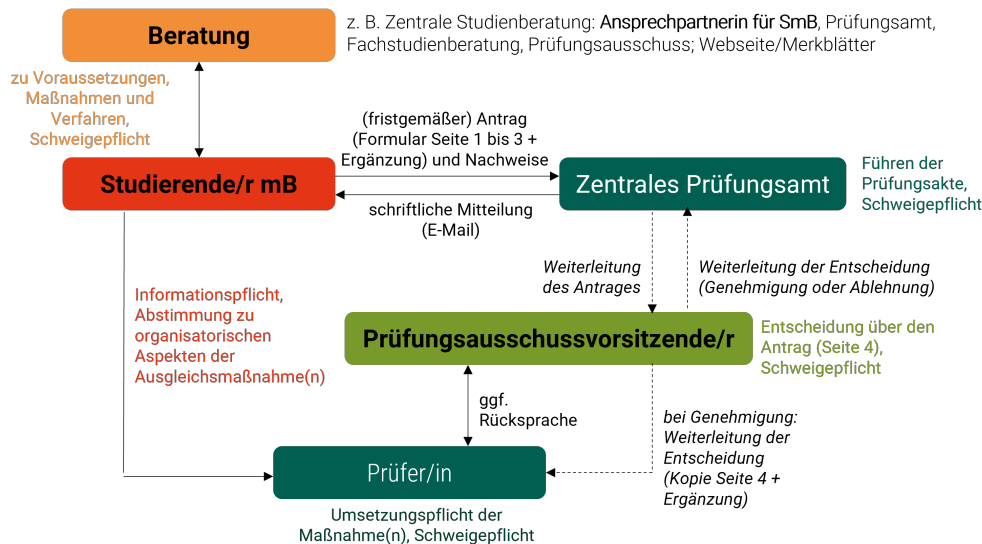 Beratung
z. B. Zentrale Studienberatung: Ansprechpartnerin für SmB, Prüfungsamt,
Fachstudienberatung, Prüfungsausschuss; Webseite/Merkblätter
zu Voraussetzungen,
Maßnahmen und
Verfahren,
Schweigepflicht
(fristgemäßer) Antrag
(Formular Seite 1 bis 3 +
Ergänzung) und Nachweise
Studierende/r mB
Zentrales Prüfungsamt
Führen der
Prüfungsakte,
Schweigepflicht
schriftliche Mitteilung
(E-Mail)
Weiterleitung
des Antrages
Weiterleitung der Entscheidung
(Genehmigung oder Ablehnung)
Informationspflicht,
Abstimmung zu
organisatorischen
Aspekten der
Ausgleichsmaßnahme(n)
Prüfungsausschussvorsitzende/r
Entscheidung über den
Antrag (Seite 4),
Schweigepflicht
ggf.
Rücksprache
bei Genehmigung:
Weiterleitung der
Entscheidung
(Kopie Seite 4 +
Ergänzung)
Prüfer/in
Umsetzungspflicht der
Maßnahme(n), Schweigepflicht